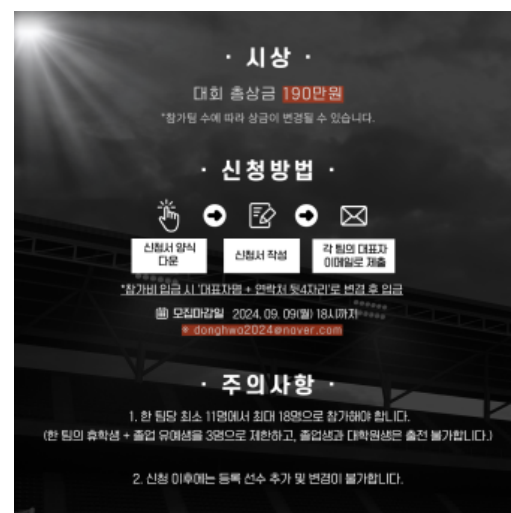 · 시상 ·
대회 총상금 190만원
*참가팀 수에 따라 상금이 변경될 수 있습니다.
· 신청방법 ·
신청서 양식
다운
신청서 작성
각 팀의 대표자
이메일로 제출
*참가비 입금 시 '대표자명 + 연락처 뒷4자리'로 변경 후 입금
모집마감일 2024. 09. 09(월) 18시까지
* donghwa2024@naver.com
· 주의사항 ·
1. 한 팀당 최소 11명에서 최대 18명으로 참가해야 합니다.
(한 팀의 휴학생 + 졸업 유예생을 3명으로 제한하고, 졸업생과 대학원생은 출전 불가합니다.)
2. 신청 이후에는 등록 선수 추가 및 변경이 불가합니다.